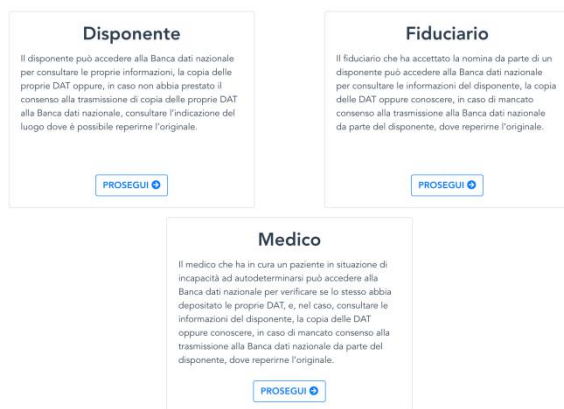 Disponente
Il disponente può accedere alla Banca dati nazionale
per consultare le proprie informazioni, la copia delle
proprie DAT oppure, in caso non abbia prestato il
consenso alla trasmissione di copia delle proprie DAT
alla Banca dati nazionale, consultare l'indicazione del
luogo dove è possibile reperirne l'originale.
PROSEGUI
Fiduciario
Il fiduciario che ha accettato la nomina da parte di un
disponente può accedere alla Banca dati nazionale
per consultare le informazioni del disponente, la copia
delle DAT oppure conoscere, in caso di mancato
consenso alla trasmissione alla Banca dati nazionale
da parte del disponente, dove reperirne l'originale.
PROSEGUI
Medico
Il medico che ha in cura un paziente in situazione di
incapacità ad autodeterminarsi può accedere alla
Banca dati nazionale per verificare se lo stesso abbia
depositato le proprie DAT, e, nel caso, consultare le
informazioni del disponente, la copia delle DAT
oppure conoscere, in caso di mancato consenso alla
trasmissione alla Banca dati nazionale da parte del
disponente, dove reperirne l'originale.
PROSEGUI